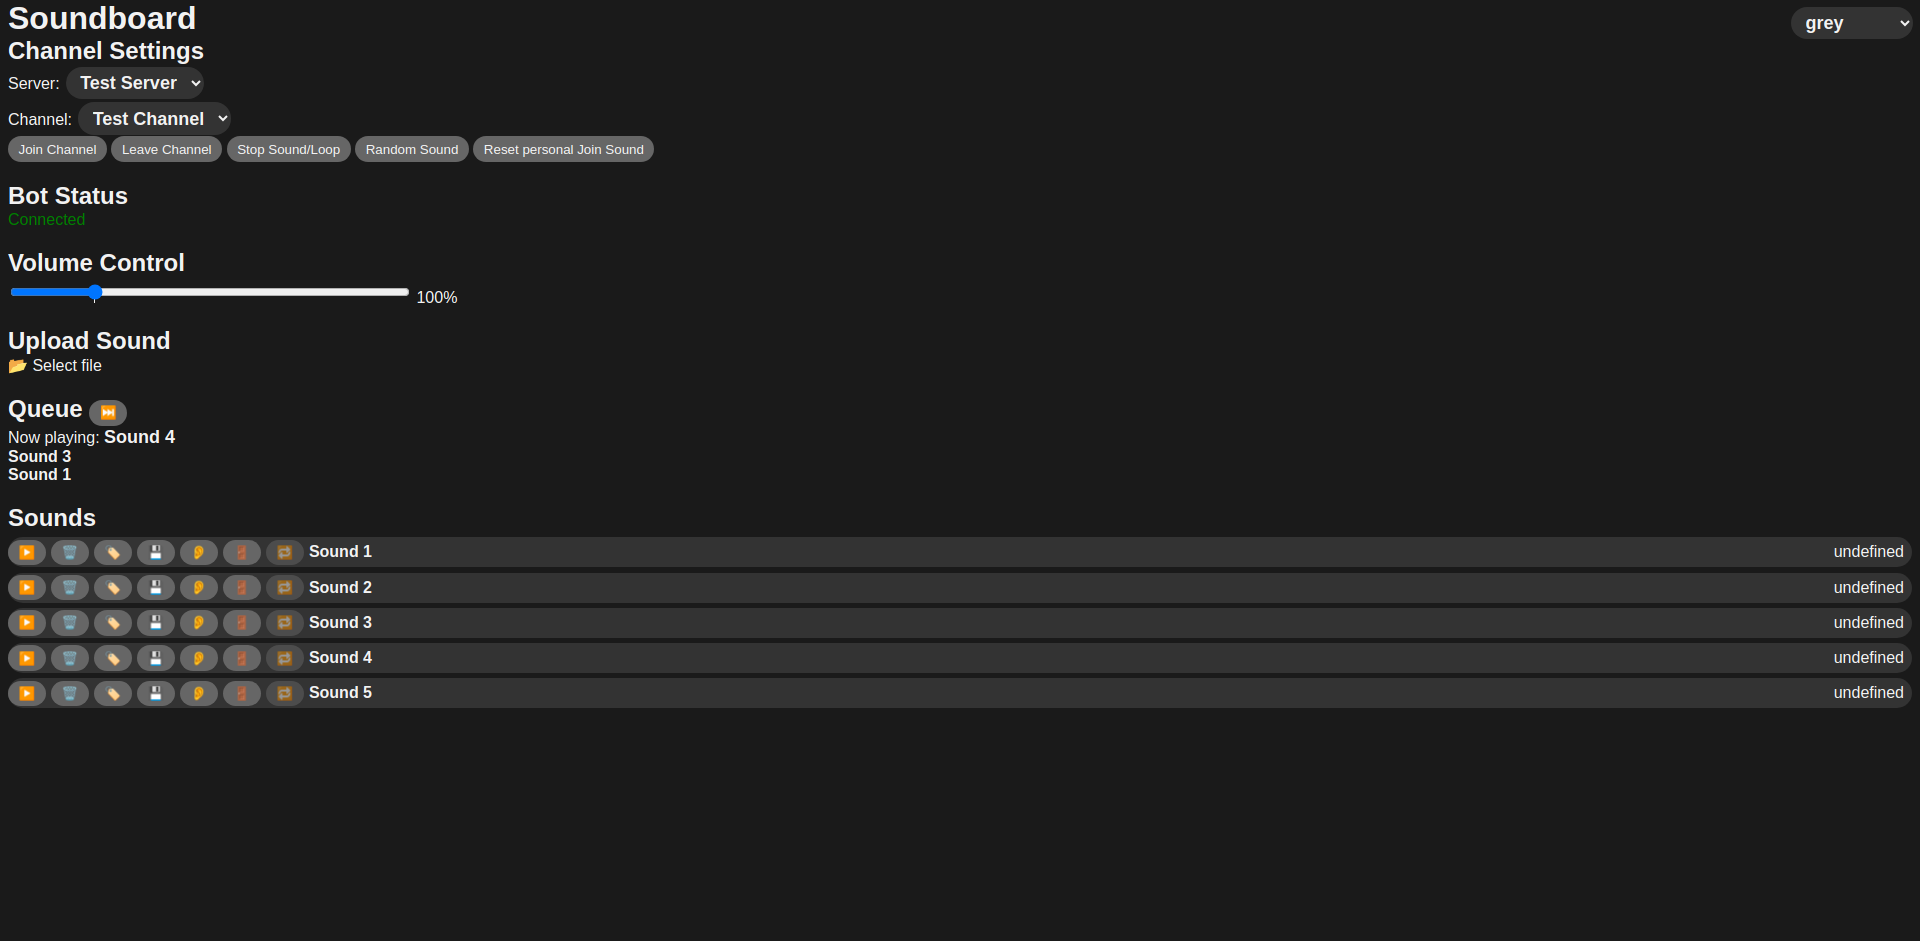 Soundboard
grey
Channel Settings
Server: Test Server
Channel: Test Channel
Join Channel Leave Channel Stop Sound/Loop Random Sound Reset personal Join Sound
Bot Status
Connected
Volume Control
100%
Upload Sound
📂 Select file
Queue ⏭️
Now playing: Sound 4
Sound 3
Sound 1
Sounds
▶️ 🗑️ 🏷️ 💾 👂 🚪 🔁 Sound 1 undefined
▶️ 🗑️ 🏷️ 💾 👂 🚪 🔁 Sound 2 undefined
▶️ 🗑️ 🏷️ 💾 👂 🚪 🔁 Sound 3 undefined
▶️ 🗑️ 🏷️ 💾 👂 🚪 🔁 Sound 4 undefined
▶️ 🗑️ 🏷️ 💾 👂 🚪 🔁 Sound 5 undefined